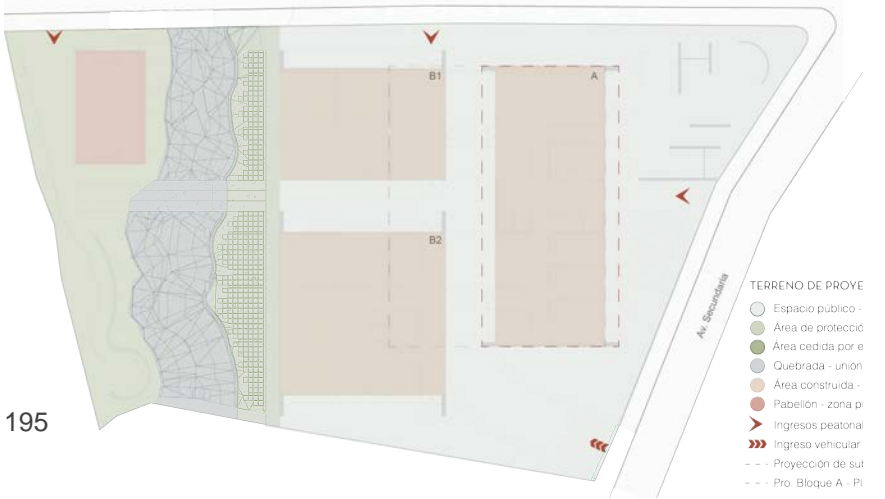 B1
A
B2
Av. Secundaria
TERRENO DE PROYE
Espacio público -
Área de protecció
Área cedida por e
Quebrada - unión
Área construida -
Pabellón - zona p
Ingresos peatonal
Ingreso vehicular
Proyección de su
Pro. Bloque A - Pl
195